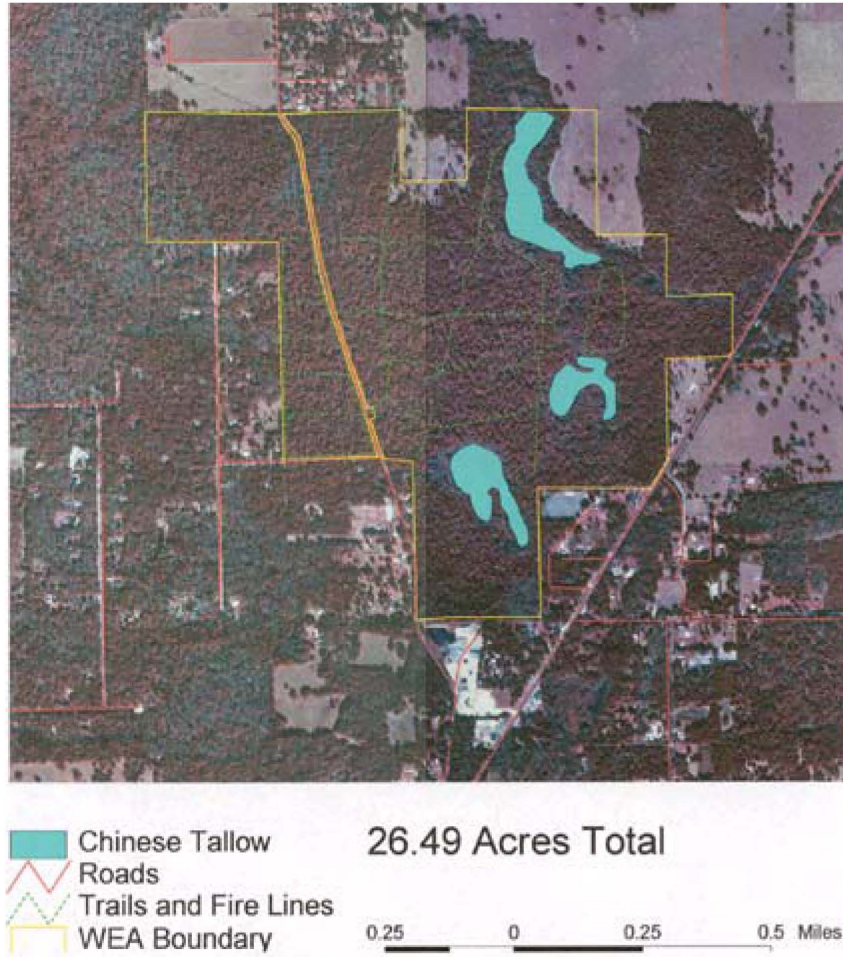 Chinese Tallow
26.49 Acres Total
Roads
Trails and Fire Lines
WEA Boundary
0.25 0 0.25 0.5 Miles